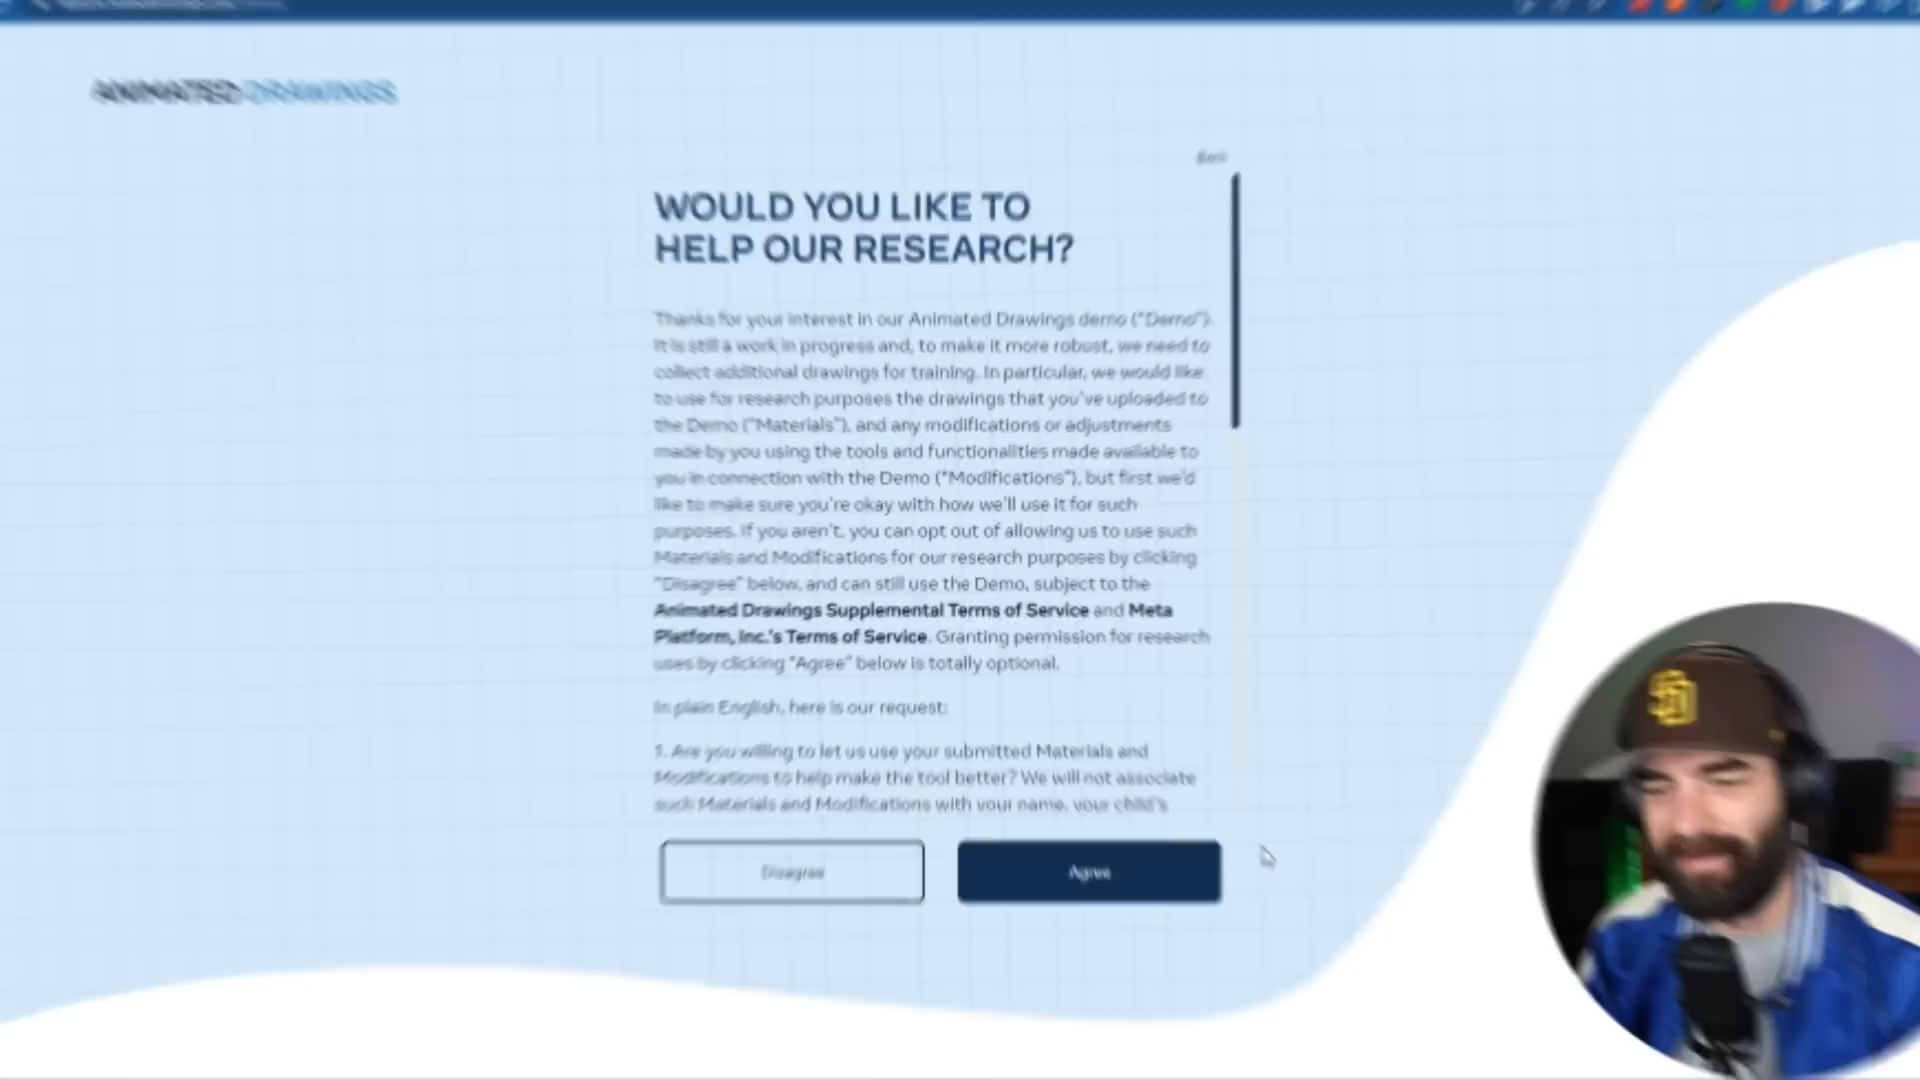 ANIMATED DRAWINGS
WOULD YOU LIKE TO
HELP OUR RESEARCH?
Thanks for your interest in our Animated Drawings demo ("Demo").
It is still a work in progress and, to make it more robust, we need to
collect additional drawings for training. In particular, we would like
to use for research purposes the drawings that you've uploaded to
the Demo ("Materials"), and any modifications or adjustments
made by you using the tools and functionalities made available to
you in connection with the Demo ("Modifications"), but first we'd
like to make sure you're okay with how we'll use it for such
purposes. If you aren't, you can opt out of allowing us to use such
Materials and Modifications for our research purposes by clicking
"Disagree" below, and can still use the Demo, subject to the
Animated Drawings Supplemental Terms of Service and Meta
Platform, Inc.'s Terms of Service. Granting permission for research
uses by clicking "Agree" below is totally optional.
In plain English, here is our request:
1. Are you willing to let us use your submitted Materials and
Modifications to help make the tool better? We will not associate
such Materials and Modifications with your name, your child's
Disagree
Agree
SD